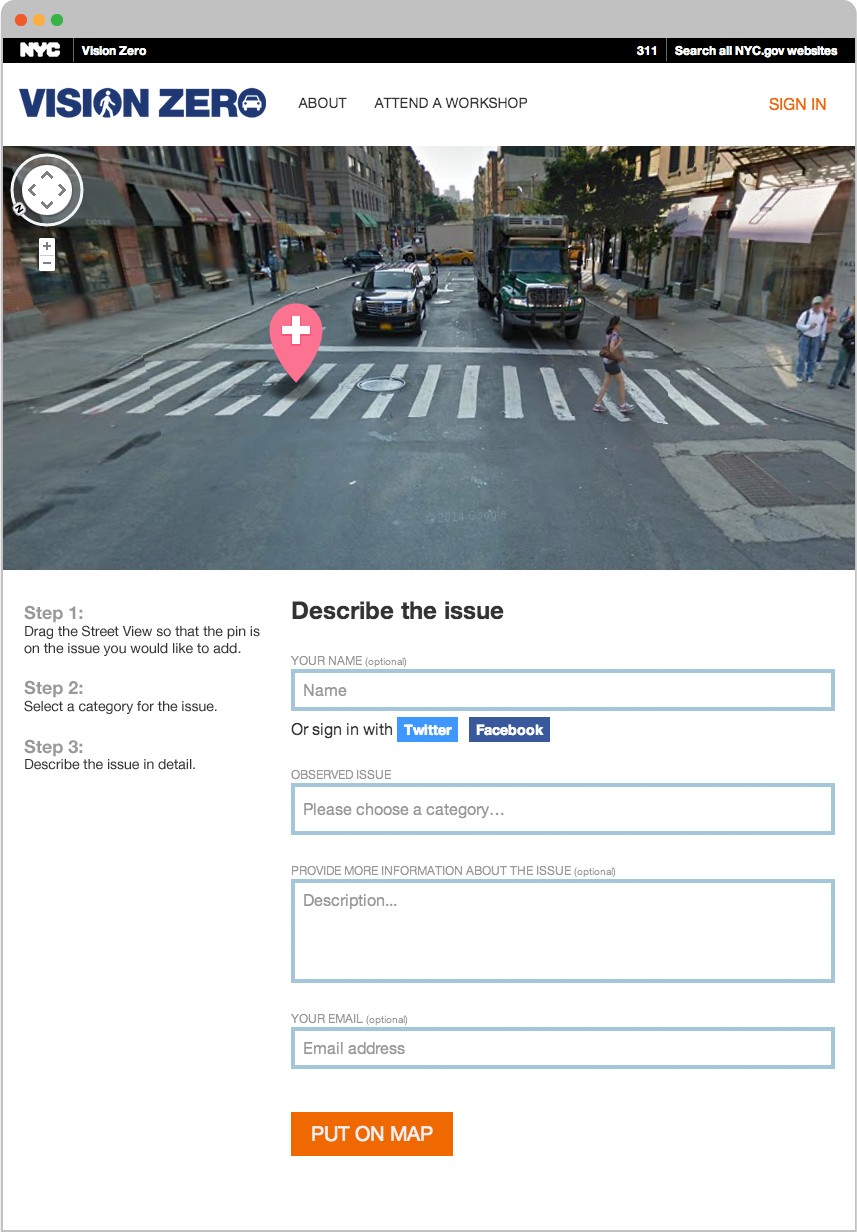 NYC Vision Zero 311 Search all NYC.gov websites
VISION ZERO ABOUT ATTEND A WORKSHOP SIGN IN
N
+
−
© 2014 Google
Step 1:
Drag the Street View so that the pin is
on the issue you would like to add.
Step 2:
Select a category for the issue.
Step 3:
Describe the issue in detail.
Describe the issue
YOUR NAME (optional)
Name
Or sign in with Twitter Facebook
OBSERVED ISSUE
Please choose a category…
PROVIDE MORE INFORMATION ABOUT THE ISSUE (optional)
Description...
YOUR EMAIL (optional)
Email address
PUT ON MAP